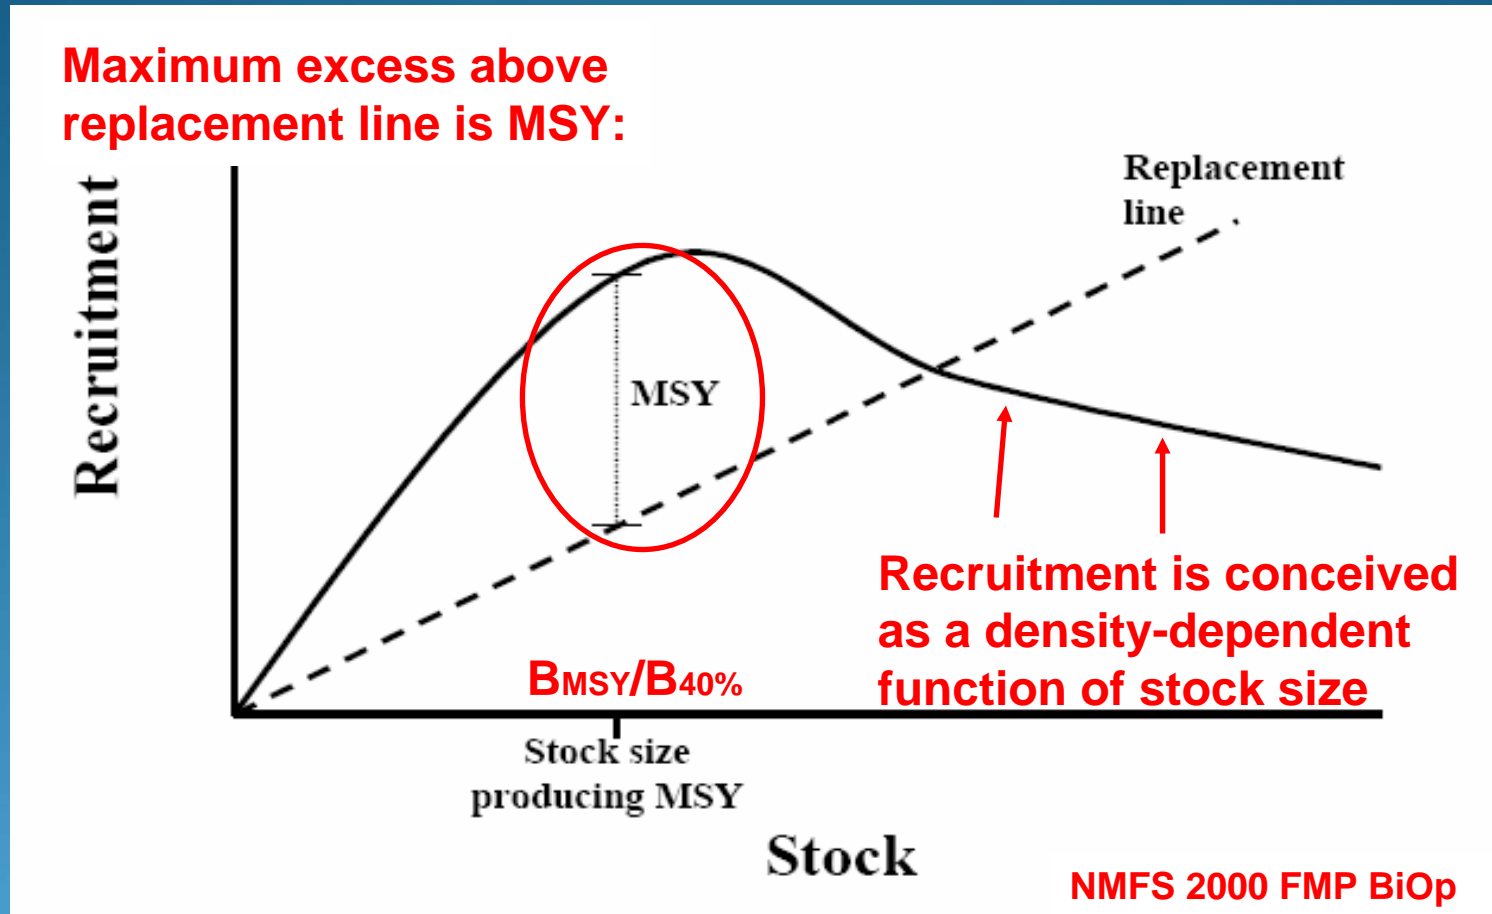 Maximum excess above
replacement line is MSY:
Replacement
line
Recruitment
MSY
Recruitment is conceived
as a density-dependent
function of stock size
BMSY/B40%
Stock size
producing MSY
Stock
NMFS 2000 FMP BiOp